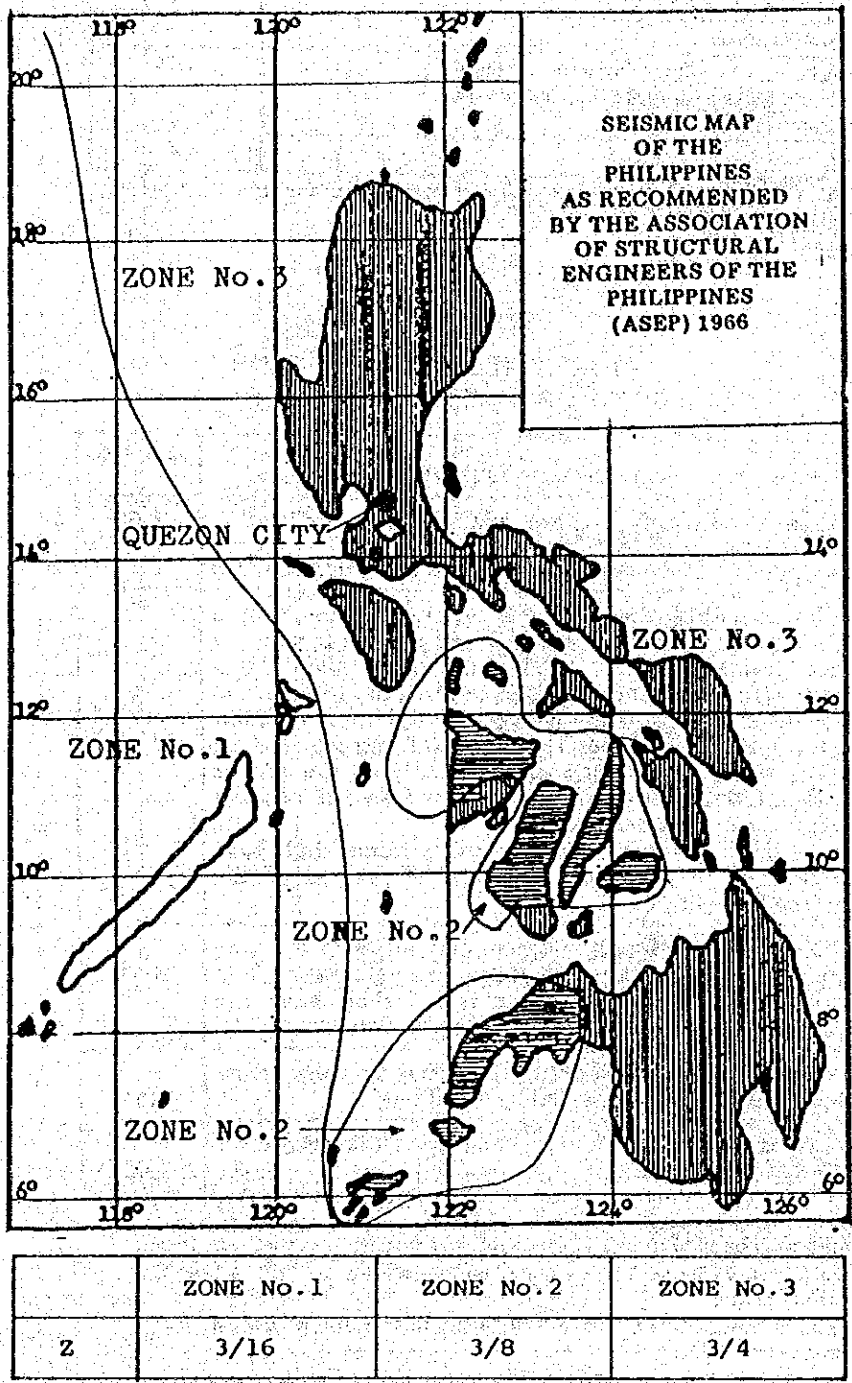 118° 120° 122°
20°
SEISMIC MAP
OF THE
PHILIPPINES
AS RECOMMENDED
BY THE ASSOCIATION
OF STRUCTURAL
ENGINEERS OF THE
PHILIPPINES
(ASEP) 1966
18°
ZONE No.3
16°
QUEZON CITY
14° 14°
ZONE No.3
12° 12°
ZONE No.1
10° 10°
ZONE No.2
8° 8°
ZONE No.2
6° 6°
118° 120° 122° 124° 126°
ZONE No.1 ZONE No.2 ZONE No.3
Z 3/16 3/8 3/4